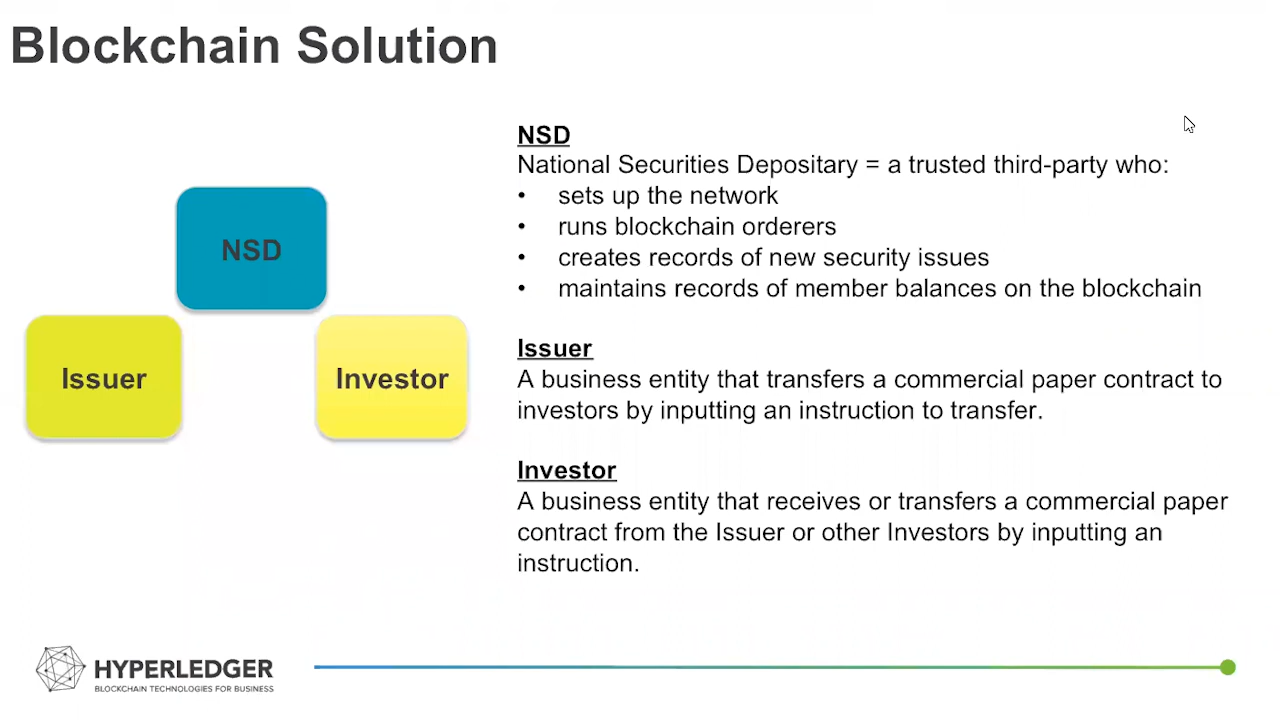 Blockchain Solution
NSD
Issuer
Investor
NSD
National Securities Depositary = a trusted third-party who:
• sets up the network
• runs blockchain orderers
• creates records of new security issues
• maintains records of member balances on the blockchain
Issuer
A business entity that transfers a commercial paper contract to
investors by inputting an instruction to transfer.
Investor
A business entity that receives or transfers a commercial paper
contract from the Issuer or other Investors by inputting an
instruction.
HYPERLEDGER
BLOCKCHAIN TECHNOLOGIES FOR BUSINESS